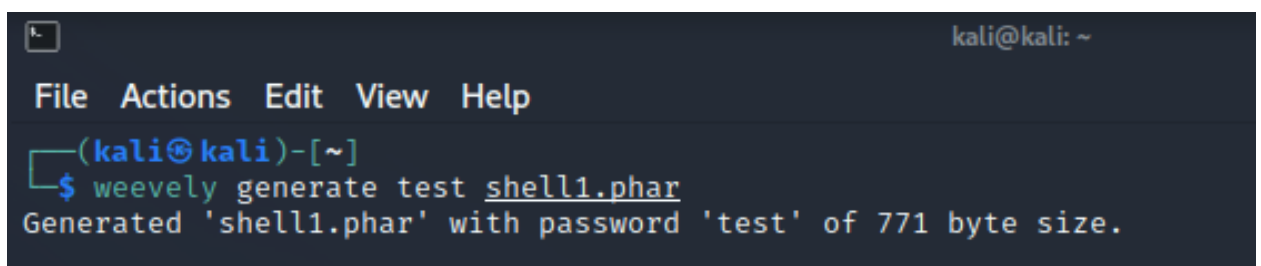 kali@kali: ~
File Actions Edit View Help
┌──(kali㉿kali)-[~]
└─$ weevely generate test shell1.phar
Generated 'shell1.phar' with password 'test' of 771 byte size.